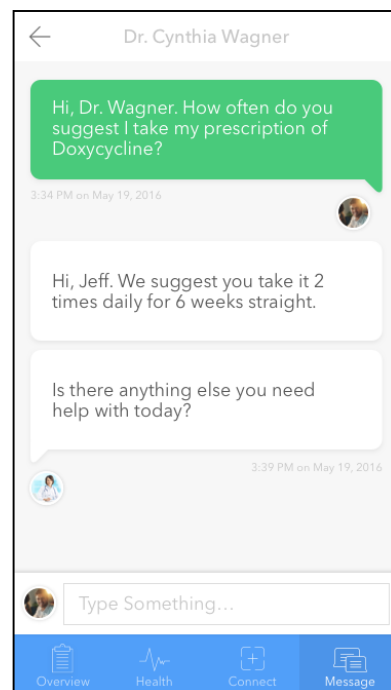 Dr. Cynthia Wagner
Hi, Dr. Wagner. How often do you
suggest I take my prescription of
Doxycycline?
3:34 PM on May 19, 2016
Hi, Jeff. We suggest you take it 2
times daily for 6 weeks straight.
Is there anything else you need
help with today?
3:39 PM on May 19, 2016
Type Something...
Overview Health Connect Message